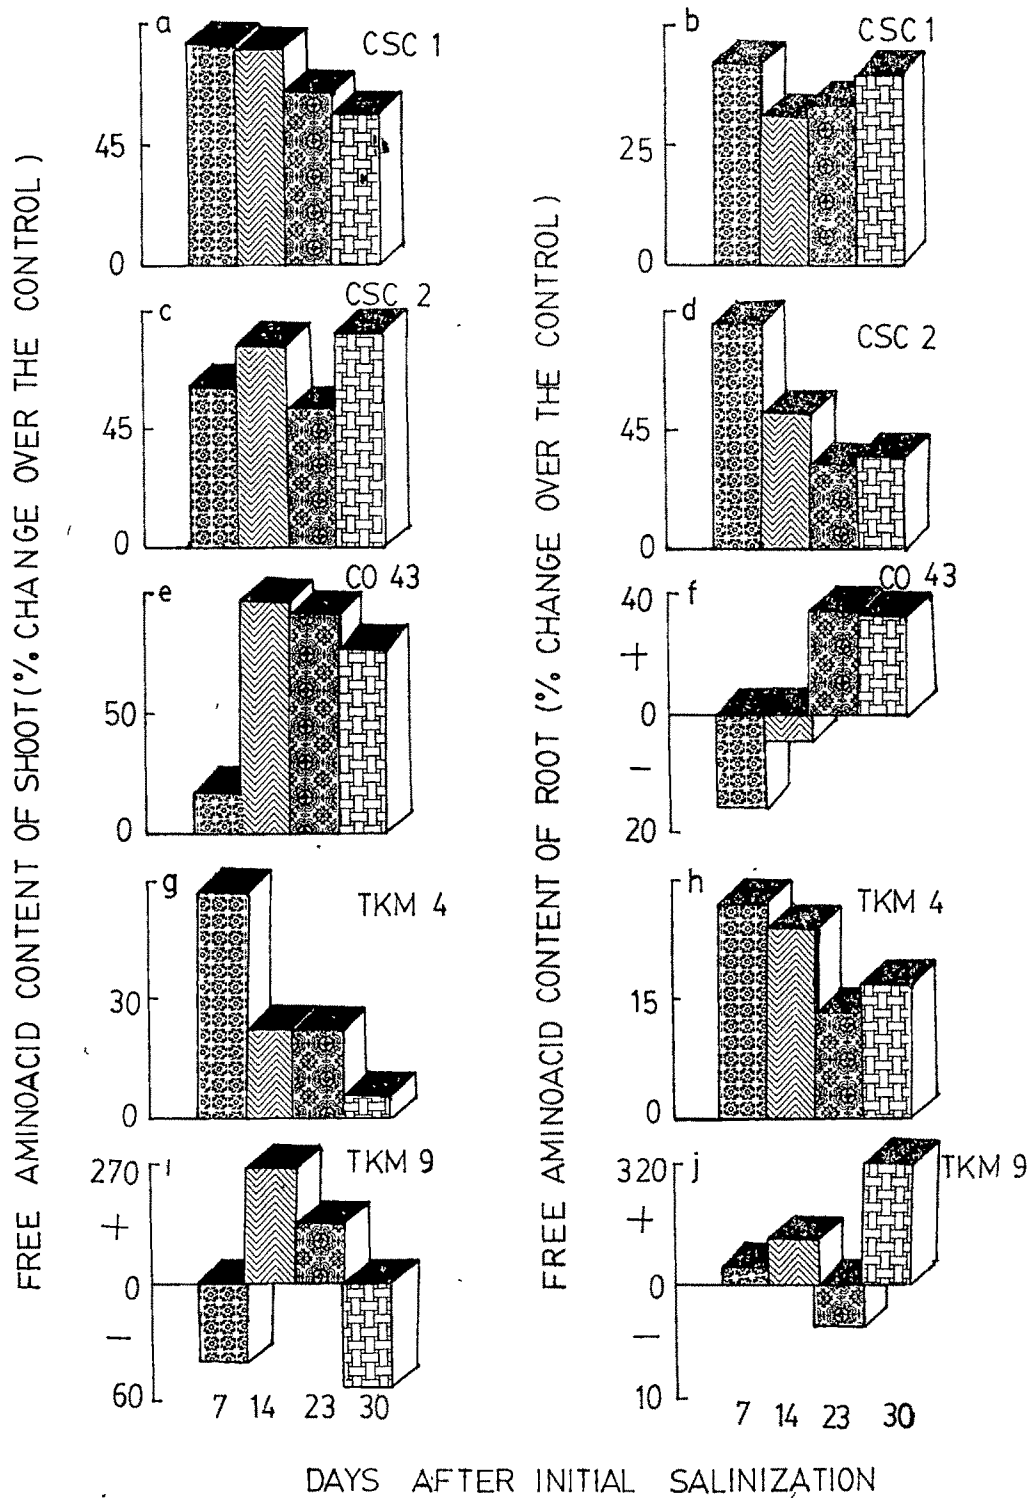 FREE AMINOACID CONTENT OF SHOOT (% CHANGE OVER THE CONTROL)
a
CSC 1
45
0
c
CSC 2
45
0
e
CO 43
50
0
g
TKM 4
30
0
i
TKM 9
270
+
0
−
60
7 14 23 30
FREE AMINOACID CONTENT OF ROOT (% CHANGE OVER THE CONTROL)
b
CSC 1
25
0
d
CSC 2
45
0
f
CO 43
40
+
0
−
20
h
TKM 4
15
0
j
TKM 9
320
+
0
−
10
7 14 23 30
DAYS AFTER INITIAL SALINIZATION